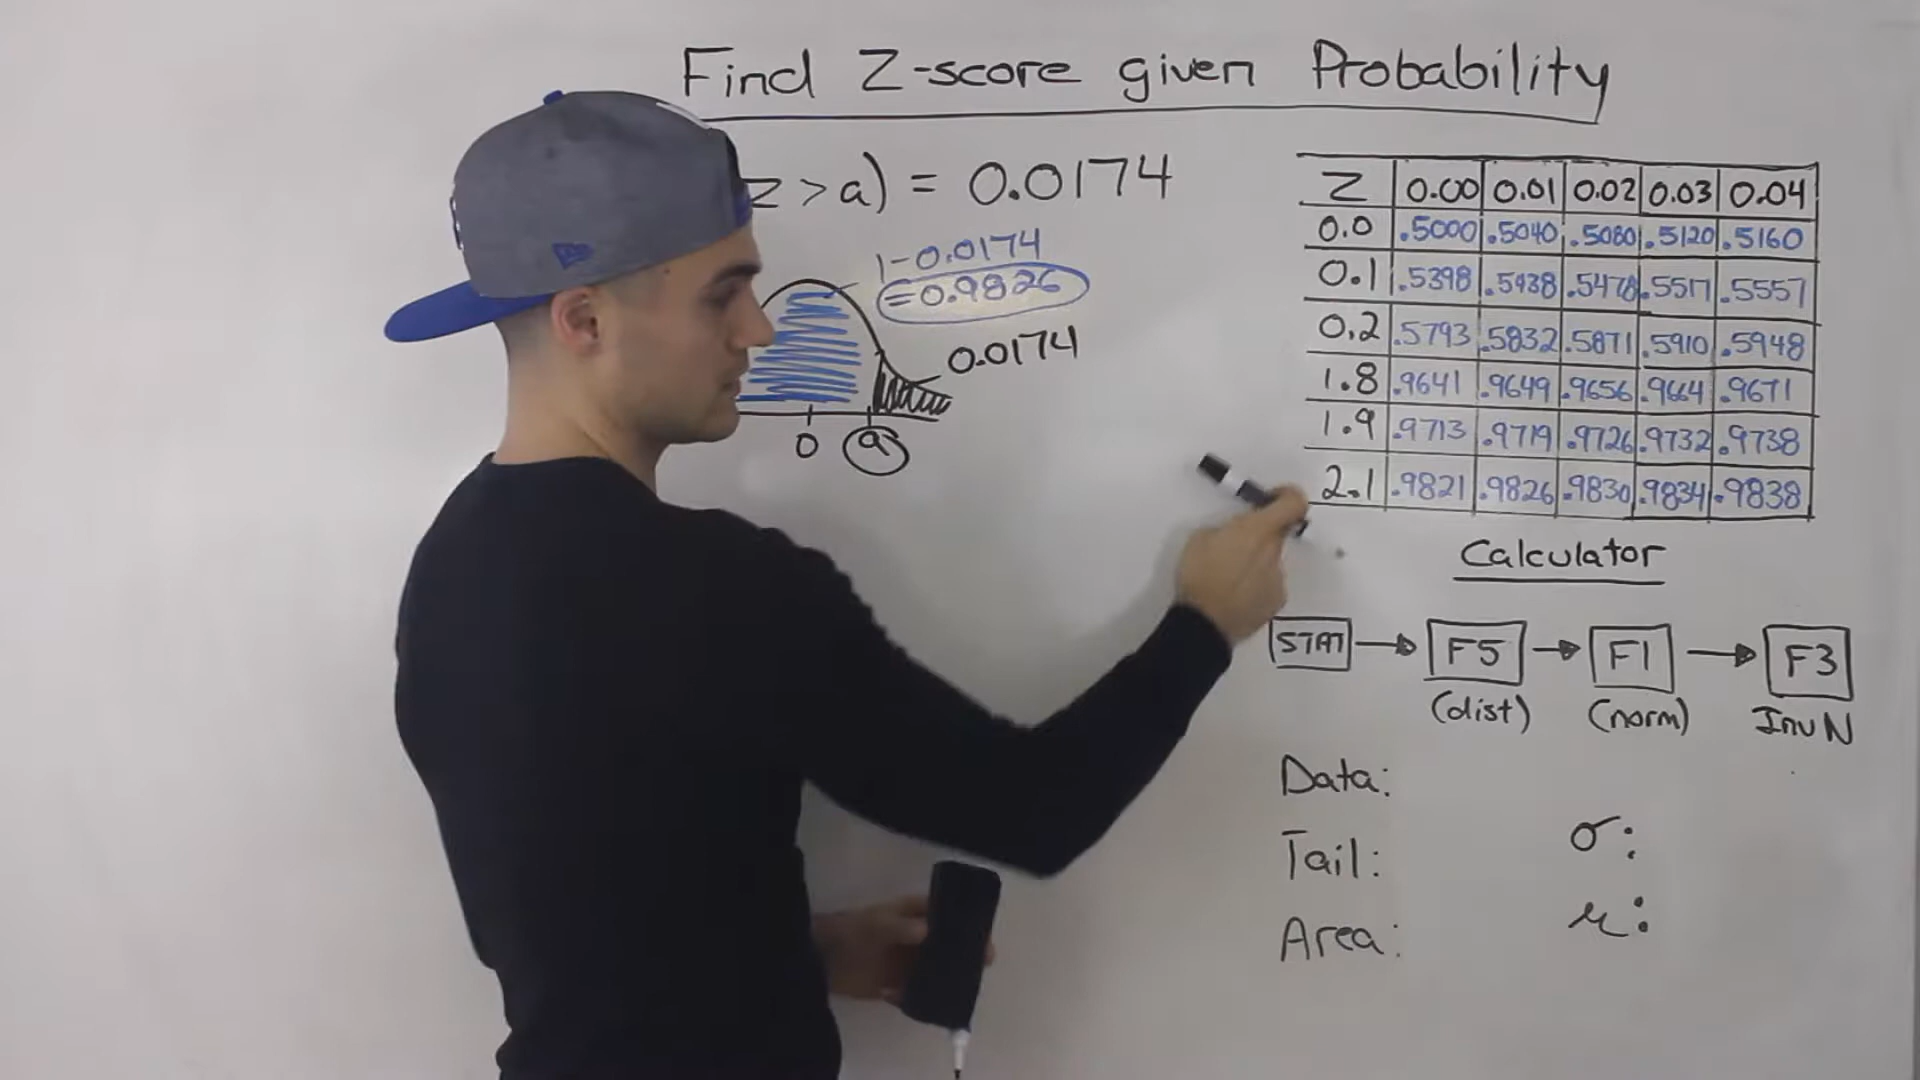 Find Z-score given Probability
z > a) = 0.0174
1-0.0174
=0.9826
0.0174
0 a
Z 0.00 0.01 0.02 0.03 0.04
0.0 .5000 .5040 .5080 .5120 .5160
0.1 .5398 .5438 .5478 .5517 .5557
0.2 .5793 .5832 .5871 .5910 .5948
1.8 .9641 .9649 .9656 .9664 .9671
1.9 .9713 .9719 .9726 .9732 .9738
2.1 .9821 .9826 .9830 .9834 .9838
Calculator
STAT → F5 → F1 → F3
(dist) (norm) InvN
Data:
Tail: σ:
Area: μ: